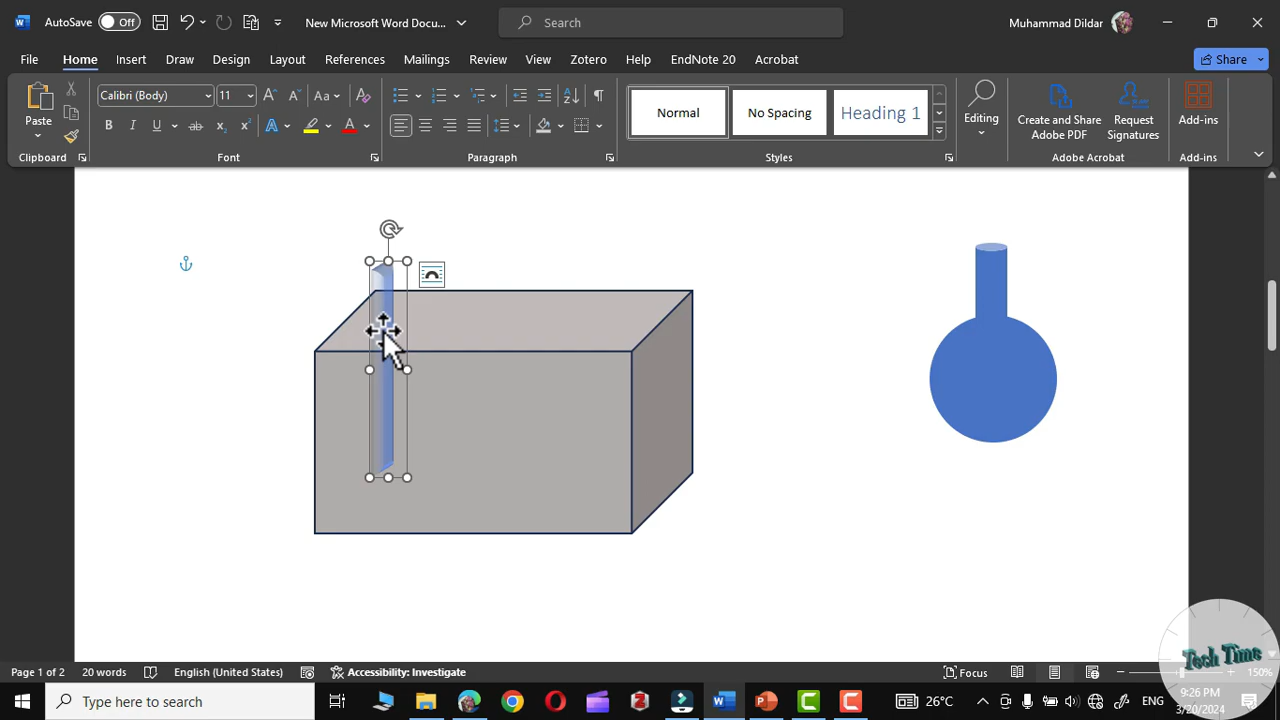 AutoSave Off New Microsoft Word Docu... Search Muhammad Dildar
File Home Insert Draw Design Layout References Mailings Review View Help Zotero EndNote 20 Acrobat Share
Paste Calibri (Body) 11 Aa Normal No Spacing Heading 1 Editing Create and Share Adobe PDF Request Signatures Add-ins
Clipboard Font Paragraph Styles Adobe Acrobat Add-ins
Tech Time
Page 1 of 2 20 words English (United States) Accessibility: Investigate Focus 150%
Type here to search 26°C ENG 9:26 PM 3/20/2024